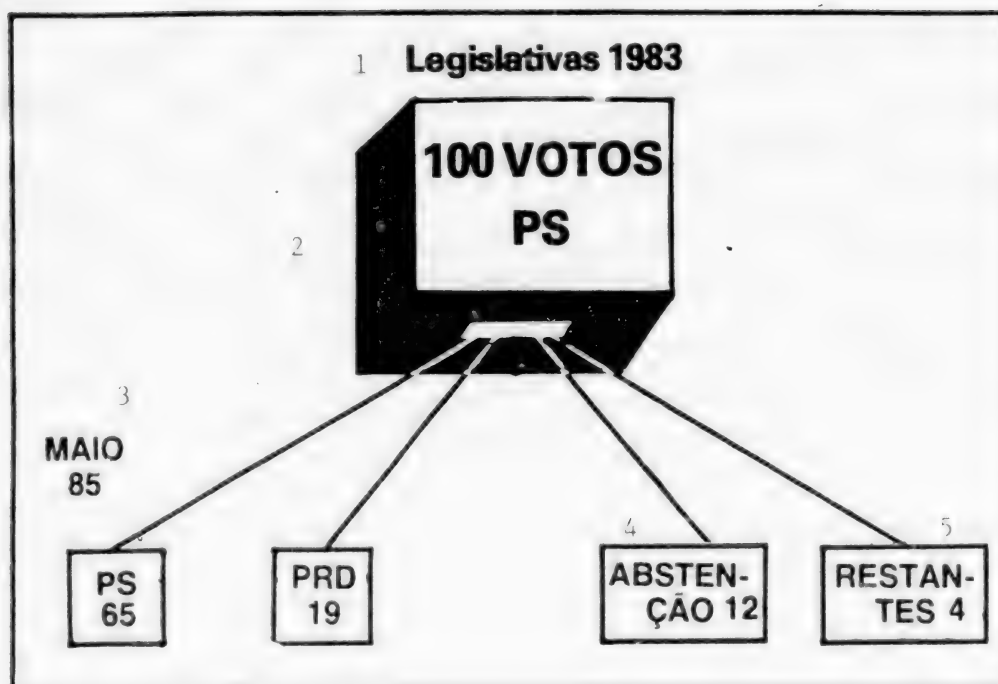 1 Legislativas 1983
100 VOTOS
PS
2
3
MAIO
85
4
5
PS
65
PRD
19
ABSTEN-
ÇÃO 12
RESTAN-
TES 4